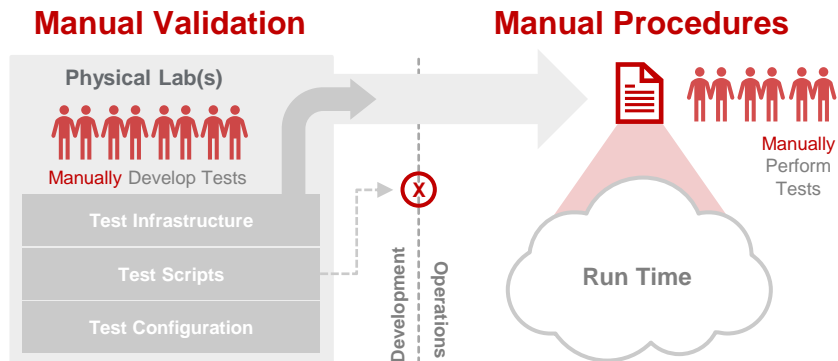 Manual Validation
Manual Procedures
Physical Lab(s)
Manually Develop Tests
Test Infrastructure
Test Scripts
Test Configuration
X
Development
Operations
Manually
Perform
Tests
Run Time